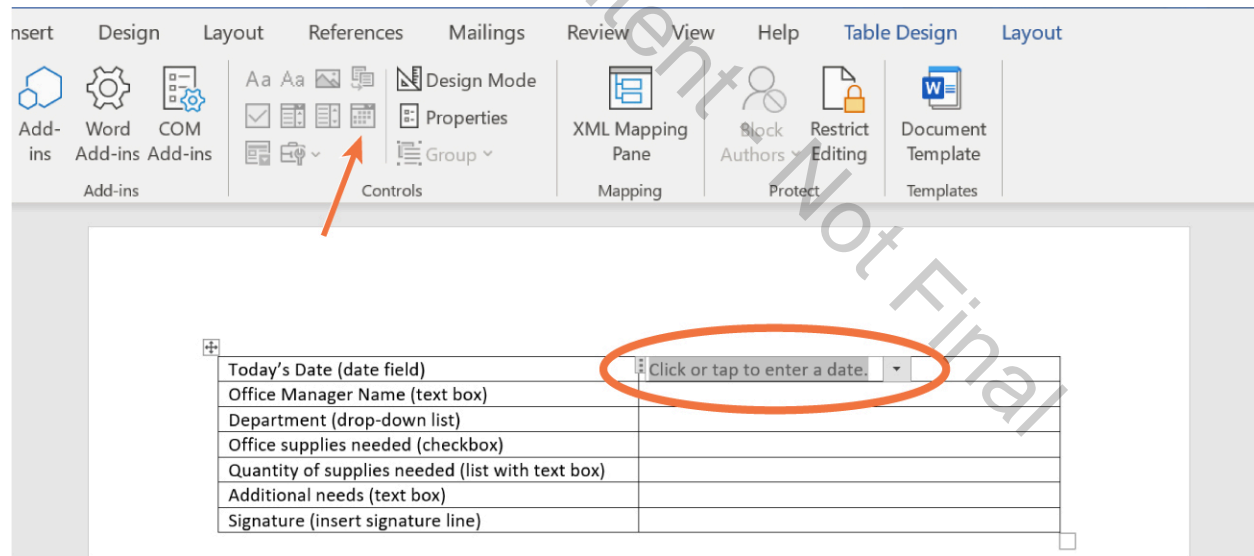 nsert Design Layout References Mailings Review View Help Table Design Layout
Aa Aa Design Mode
Properties
Group
Add-
ins
Word
Add-ins
COM
Add-ins
XML Mapping
Pane
Block
Authors
Restrict
Editing
Document
Template
Add-ins Controls Mapping Protect Templates
Today's Date (date field) Click or tap to enter a date.
Office Manager Name (text box)
Department (drop-down list)
Office supplies needed (checkbox)
Quantity of supplies needed (list with text box)
Additional needs (text box)
Signature (insert signature line)
ntent - Not Final